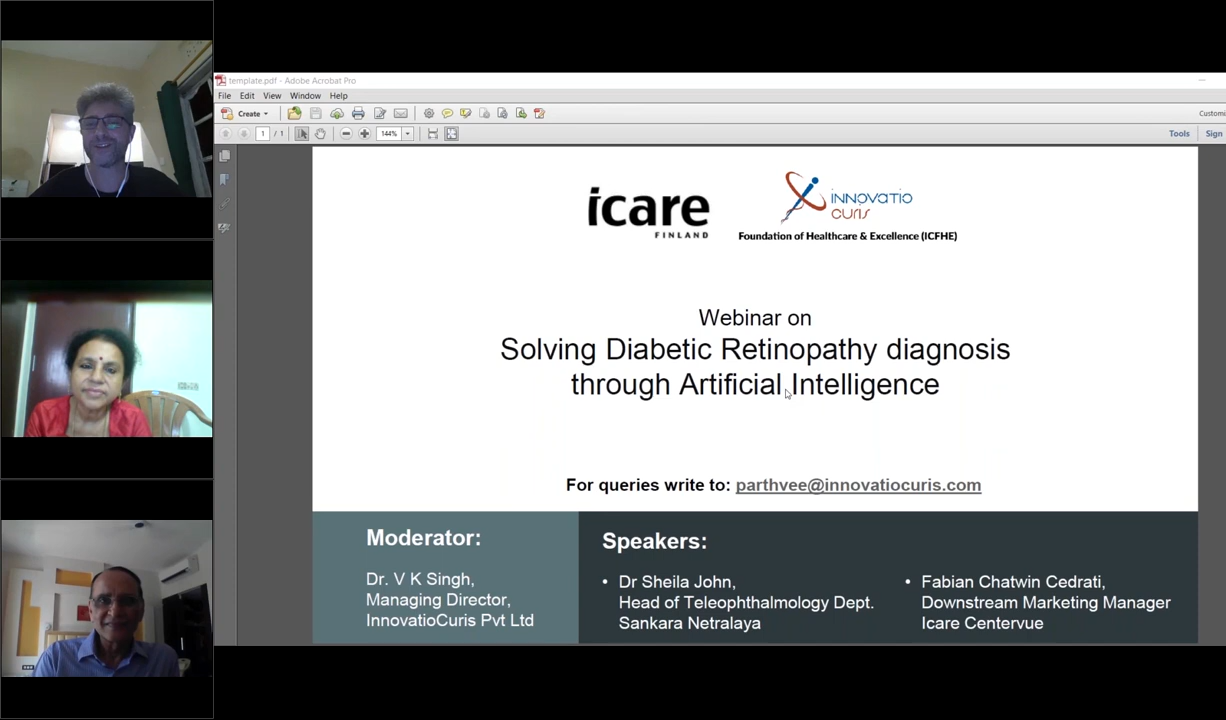 template.pdf - Adobe Acrobat Pro
File Edit View Window Help
Create
Customi
1 / 1
144%
Tools Sign
icare
FINLAND
INNOVATIO
CURIS
Foundation of Healthcare & Excellence (ICFHE)
Webinar on
Solving Diabetic Retinopathy diagnosis
through Artificial Intelligence
For queries write to: parthvee@innovatiocuris.com
Moderator:
Dr. V K Singh,
Managing Director,
InnovatioCuris Pvt Ltd
Speakers:
• Dr Sheila John,
Head of Teleophthalmology Dept.
Sankara Netralaya
• Fabian Chatwin Cedrati,
Downstream Marketing Manager
Icare Centervue